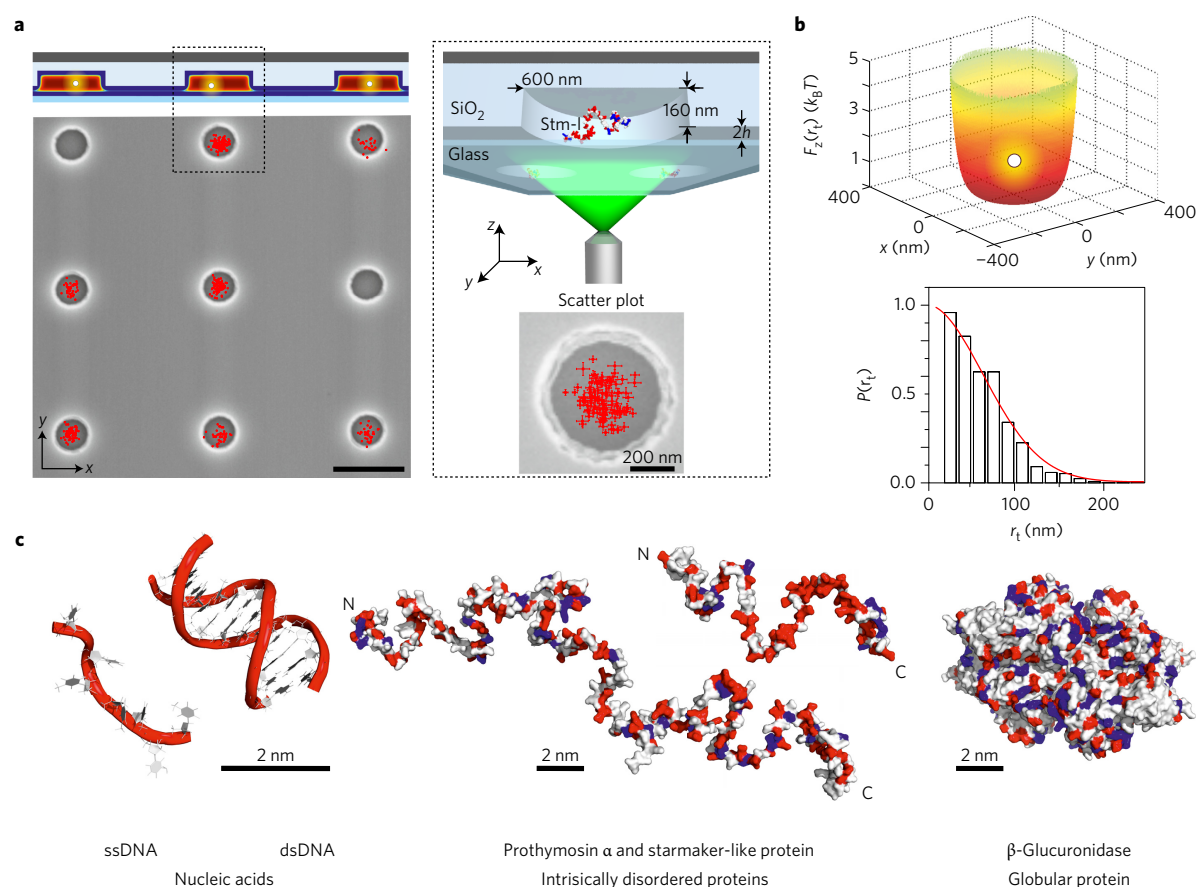 a
600 nm
SiO2
160 nm
Stm-l
2h
Glass
z
x
y
Scatter plot
200 nm
y
x
b
Fz(rt) (kBT)
5
4
3
2
1
400
0
−400
x (nm)
y (nm)
0
400
P(rt)
1.0
0.5
0.0
0
100
200
rt (nm)
c
N
N
C
C
2 nm
2 nm
2 nm
ssDNA
dsDNA
Prothymosin α and starmaker-like protein
β-Glucuronidase
Nucleic acids
Intrisically disordered proteins
Globular protein